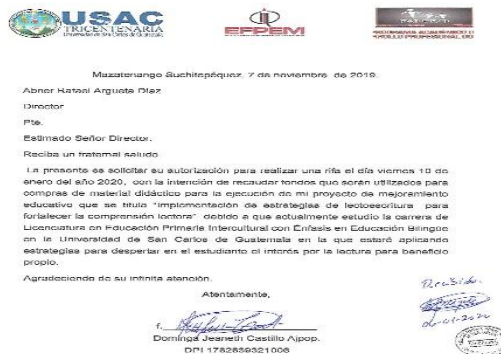 USAC
TRICENTENARIA
Universidad de San Carlos de Guatemala
EFPEM
Mazatenango Suchitepéquez, 7 de noviembre de 2019.
Abner Rafael Argueta Díaz
Director
Pte.
Estimado Señor Director.
Reciba un fraternal saludo
La presente es solicitar su autorización para realizar una rifa el día viernes 10 de
enero del año 2020, con la intención de recaudar fondos que serán utilizados para
compras de material didáctico para la ejecución de mi proyecto de mejoramiento
educativo que se titula "Implementación de estrategias de lectoescritura para
fortalecer la comprensión lectora" debido a que actualmente estudio la carrera de
Licenciatura en Educación Primaria Intercultural con Énfasis en Educación Bilingüe
en la Universidad de San Carlos de Guatemala en la que estaré aplicando
estrategias para despertar en el estudiante el interés por la lectura para beneficio
propio.
Agradeciendo de su infinita atención.
Atentamente,
Recibido.
f.
Dominga Jeaneth Castillo Ajpop.